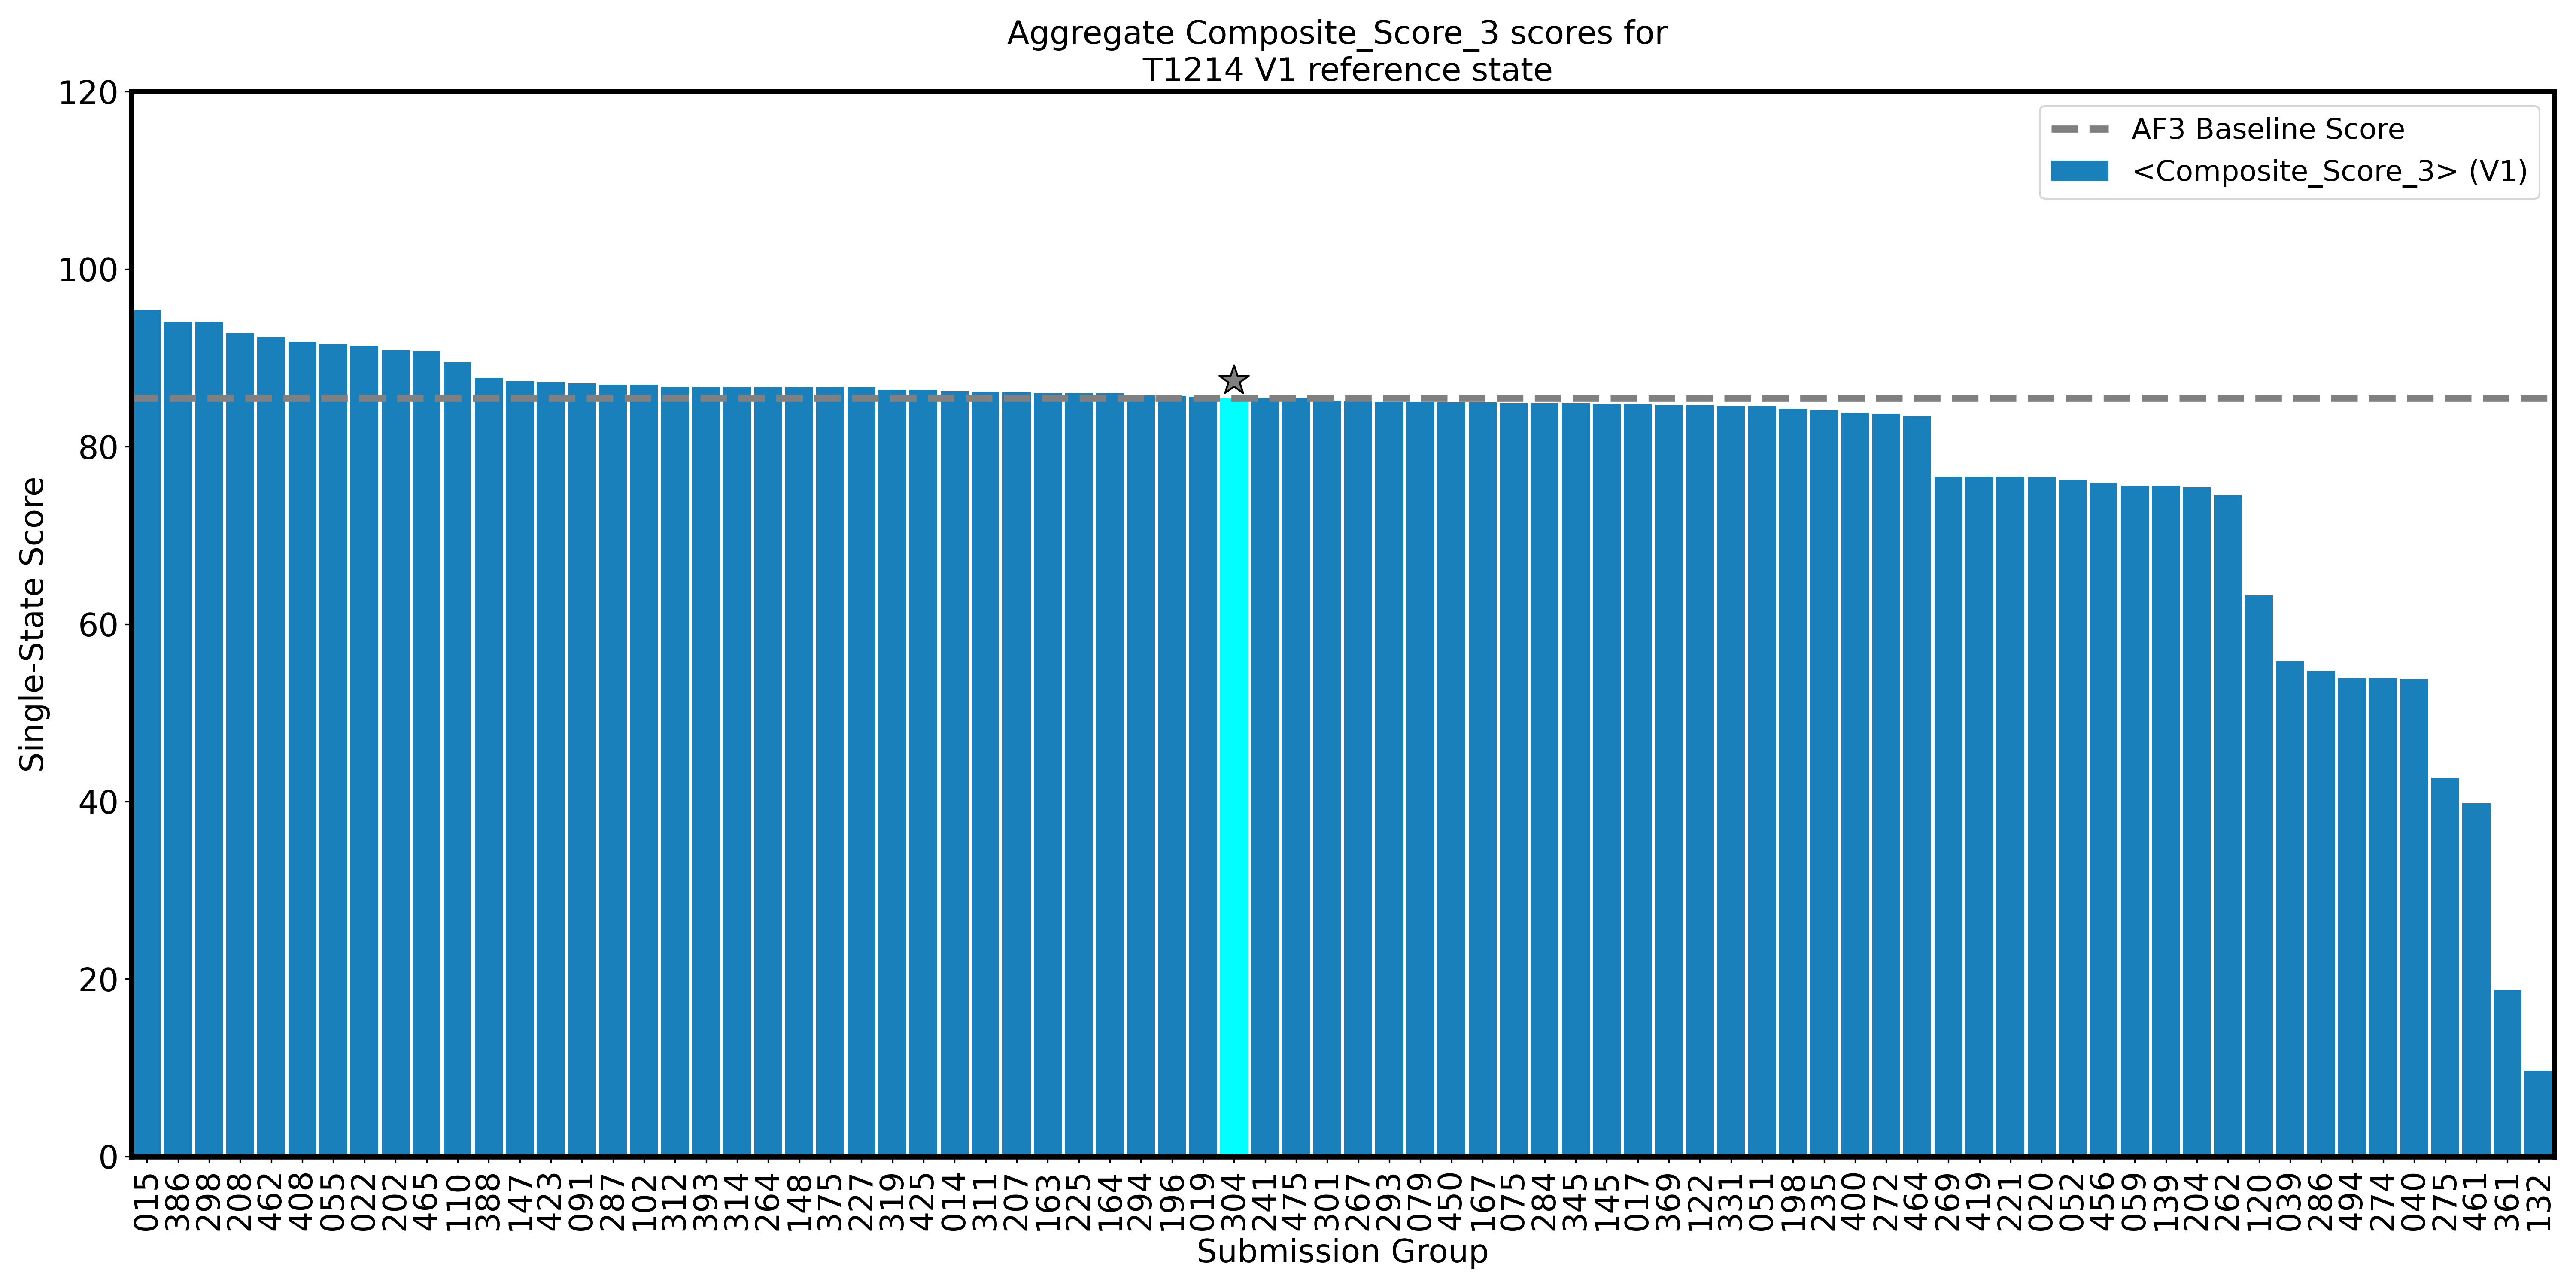 Aggregate Composite_Score_3 scores for
T1214 V1 reference state
120
100
80
60
40
20
0
Single-State Score
AF3 Baseline Score
<Composite_Score_3> (V1)
015 386 298 208 462 408 055 022 202 465 110 388 147 423 091 287 102 312 393 314 264 148 375 227 319 425 014 311 207 163 225 164 294 196 019 304 241 475 301 267 293 079 450 167 075 284 345 145 017 369 122 331 051 198 235 400 272 464 269 419 221 020 052 456 059 139 204 262 120 039 286 494 274 040 275 461 361 132
Submission Group